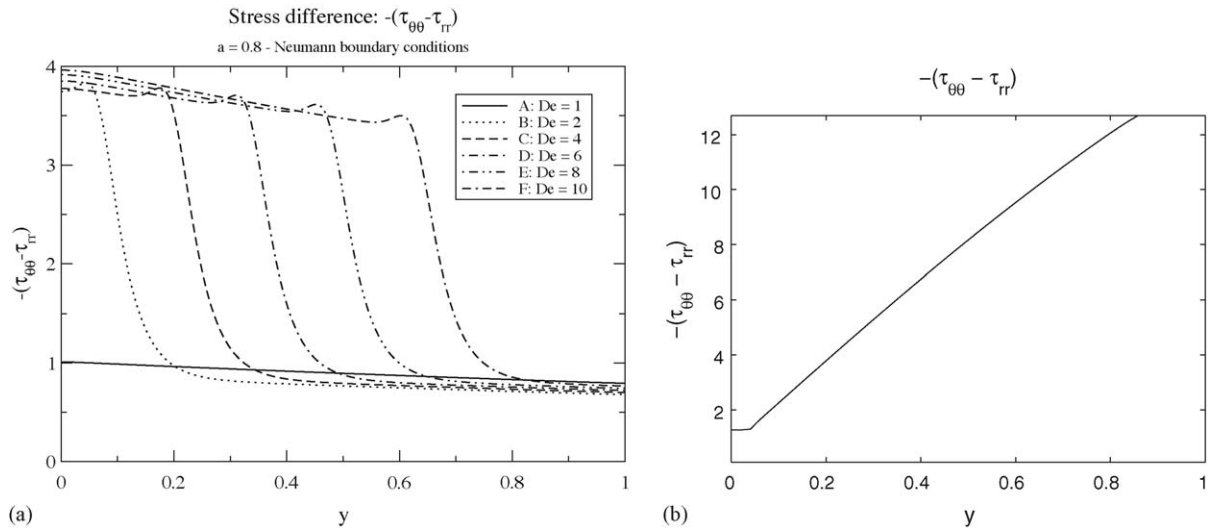 Stress difference: -(τθθ-τrr)
a = 0.8 - Neumann boundary conditions
4
3
2
1
0
-(τθθ-τrr)
A: De = 1
B: De = 2
C: De = 4
D: De = 6
E: De = 8
F: De = 10
0 0.2 0.4 0.6 0.8 1
(a) y
−(τθθ − τrr)
12
10
8
6
4
2
−(τθθ − τrr)
0 0.2 0.4 0.6 0.8 1
(b) y